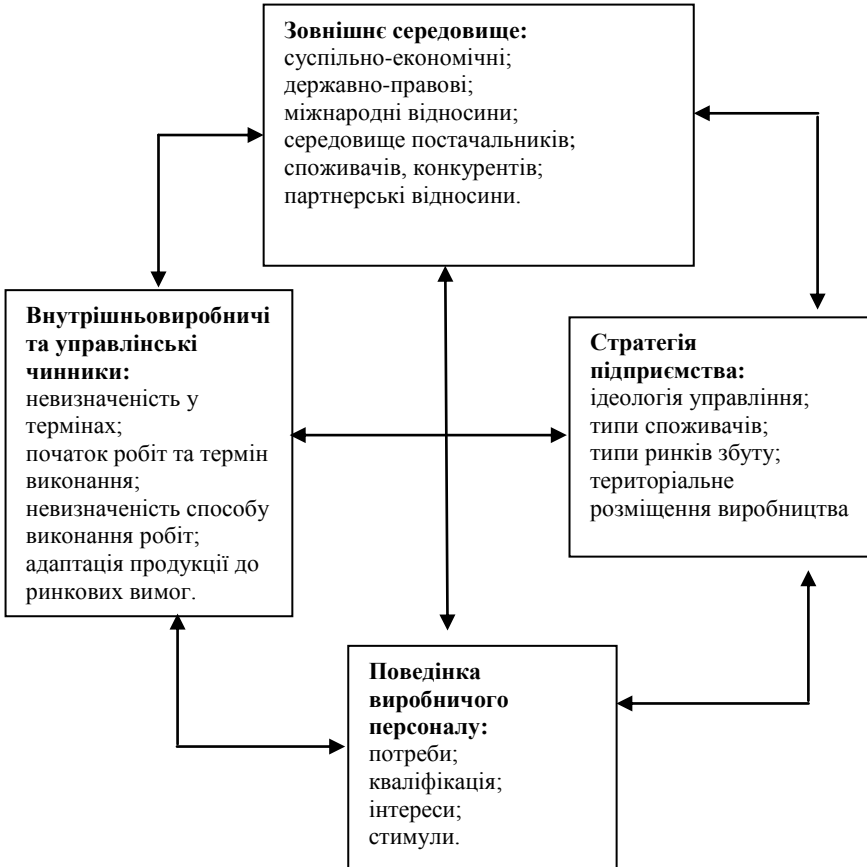 Зовнішнє середовище:
суспільно-економічні;
державно-правові;
міжнародні відносини;
середовище постачальників;
споживачів, конкурентів;
партнерські відносини.
Внутрішньовиробничі
та управлінські
чинники:
невизначеність у
термінах;
початок робіт та термін
виконання;
невизначеність способу
виконання робіт;
адаптація продукції до
ринкових вимог.
Стратегія
підприємства:
ідеологія управління;
типи споживачів;
типи ринків збуту;
територіальне
розміщення виробництва
Поведінка
виробничого
персоналу:
потреби;
кваліфікація;
інтереси;
стимули.